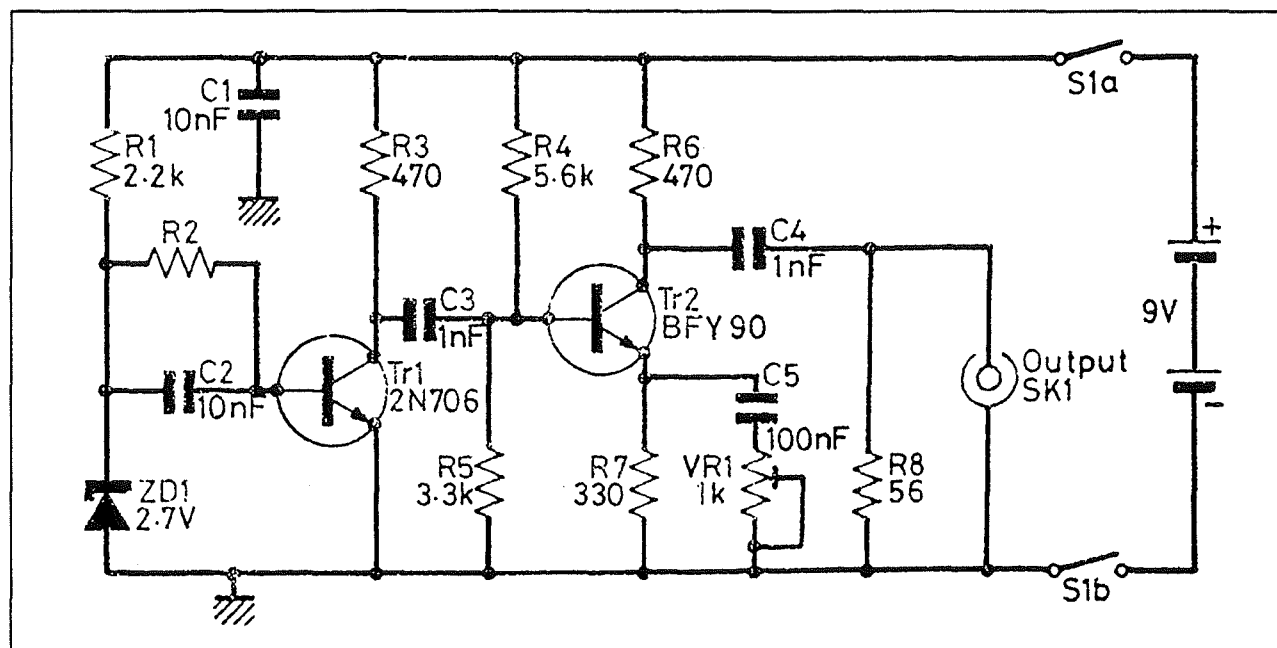 S1a
C1
10nF
R1
2.2k
R3
470
R4
5.6k
R6
470
R2
C4
1nF
+
9V
-
C3
1nF
Tr2
BFY 90
Output
SK1
C2
10nF
Tr1
2N706
C5
100nF
R5
3.3k
R7
330
VR1
1k
R8
56
ZD1
2.7V
S1b